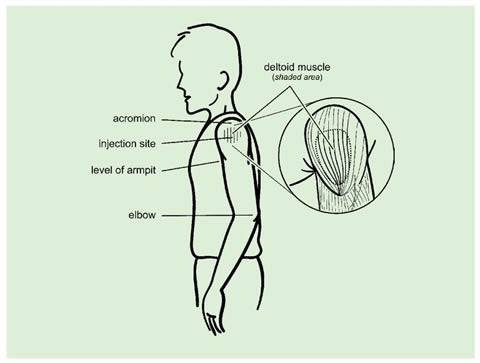 deltoid muscle
(shaded area)
acromion
injection site
level of armpit
elbow